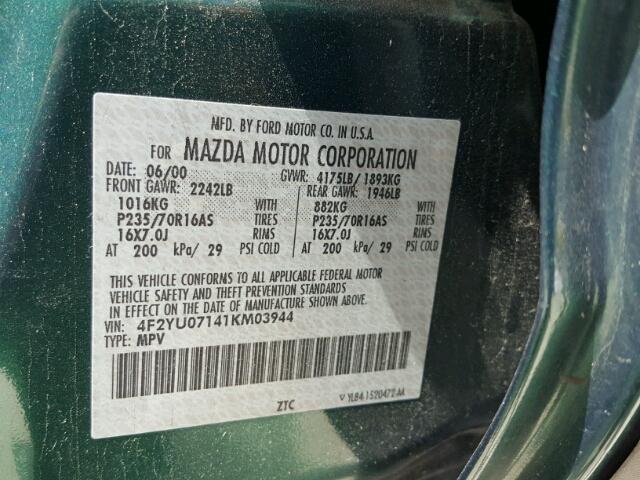 MFD. BY FORD MOTOR CO. IN U.S.A.
FOR MAZDA MOTOR CORPORATION
DATE: 06/00 GVWR: 4175LB/ 1893KG
FRONT GAWR: 2242LB REAR GAWR: 1946LB
1016KG WITH 882KG WITH
P235/70R16AS TIRES P235/70R16AS TIRES
16X7.0J RIMS 16X7.0J RIMS
AT 200 kPa/ 29 PSI COLD AT 200 kPa/ 29 PSI COLD
THIS VEHICLE CONFORMS TO ALL APPLICABLE FEDERAL MOTOR
VEHICLE SAFETY AND THEFT PREVENTION STANDARDS
IN EFFECT ON THE DATE OF MANUFACTURE SHOWN ABOVE.
VIN: 4F2YU07141KM03944
TYPE: MPV
ZTC YL84 1520472 AA